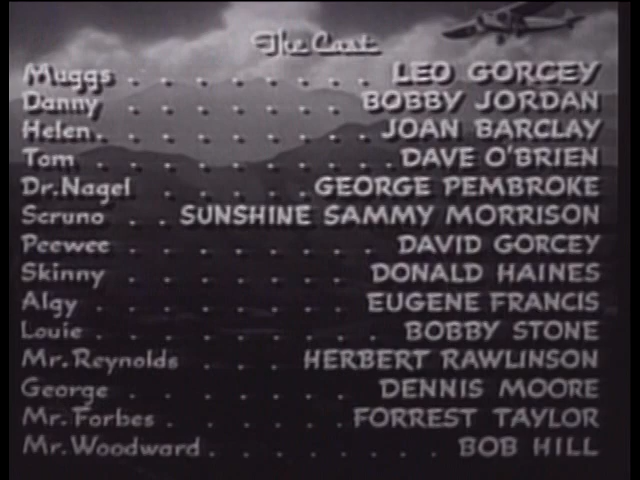 The Cast
Muggs . . . . . . . . LEO GORCEY
Danny . . . . . . . . BOBBY JORDAN
Helen . . . . . . . . . JOAN BARCLAY
Tom . . . . . . . . . . DAVE O'BRIEN
Dr. Nagel . . . . . GEORGE PEMBROKE
Scruno . . SUNSHINE SAMMY MORRISON
Peewee . . . . . . . . DAVID GORCEY
Skinny . . . . . . . . DONALD HAINES
Algy . . . . . . . . EUGENE FRANCIS
Louie . . . . . . . . . BOBBY STONE
Mr. Reynolds . . . HERBERT RAWLINSON
George . . . . . . . . DENNIS MOORE
Mr. Forbes . . . . . . FORREST TAYLOR
Mr. Woodward . . . . . . . BOB HILL